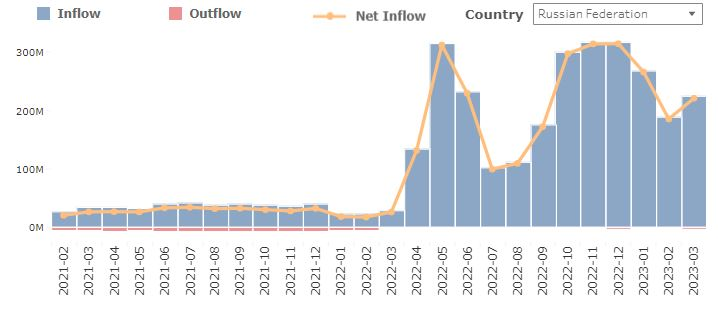 Inflow Outflow Net Inflow Country Russian Federation
300M
200M
100M
0M
2021-02 2021-03 2021-04 2021-05 2021-06 2021-07 2021-08 2021-09 2021-10 2021-11 2021-12 2022-01 2022-02 2022-03 2022-04 2022-05 2022-06 2022-07 2022-08 2022-09 2022-10 2022-11 2022-12 2023-01 2023-02 2023-03